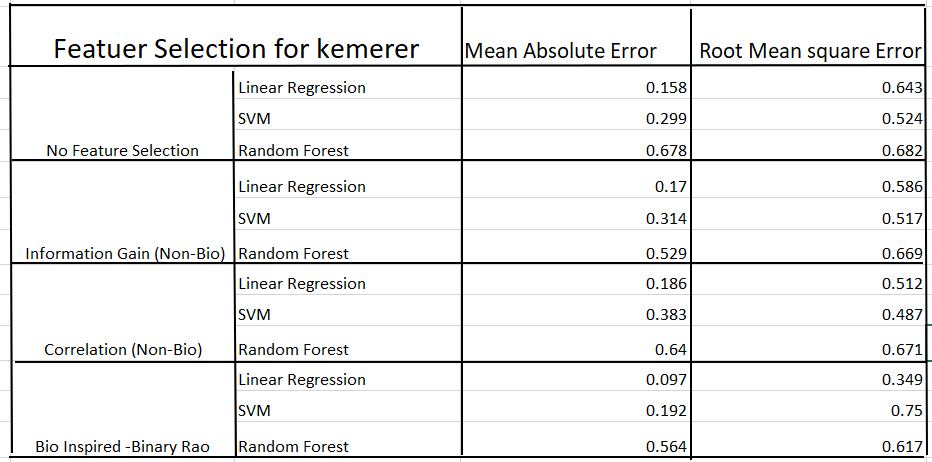 Featuer Selection for kemerer Mean Absolute Error Root Mean square Error
Linear Regression 0.158 0.643
SVM 0.299 0.524
No Feature Selection Random Forest 0.678 0.682
Linear Regression 0.17 0.586
SVM 0.314 0.517
Information Gain (Non-Bio) Random Forest 0.529 0.669
Linear Regression 0.186 0.512
SVM 0.383 0.487
Correlation (Non-Bio) Random Forest 0.64 0.671
Linear Regression 0.097 0.349
SVM 0.192 0.75
Bio Inspired -Binary Rao Random Forest 0.564 0.617